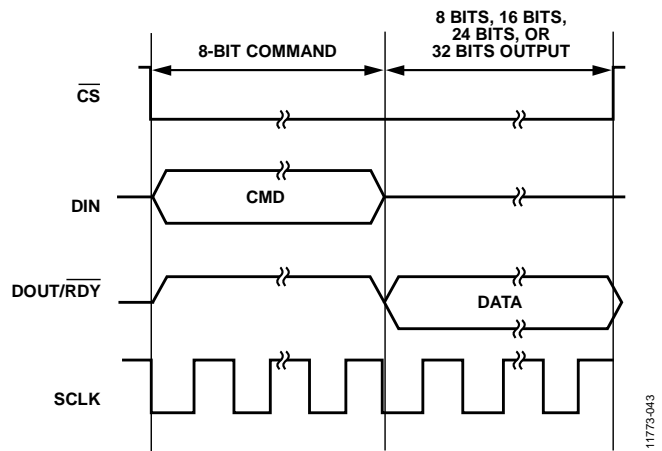 8 BITS, 16 BITS,
24 BITS, OR
32 BITS OUTPUT
8-BIT COMMAND
CS
DIN
CMD
DOUT/RDY
DATA
SCLK
11773-043